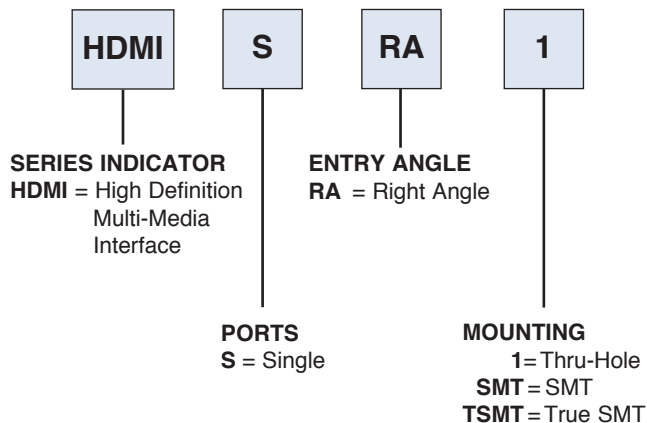 HDMI S RA 1
SERIES INDICATOR
HDMI = High Definition
Multi-Media
Interface
ENTRY ANGLE
RA = Right Angle
PORTS
S = Single
MOUNTING
1= Thru-Hole
SMT = SMT
TSMT = True SMT